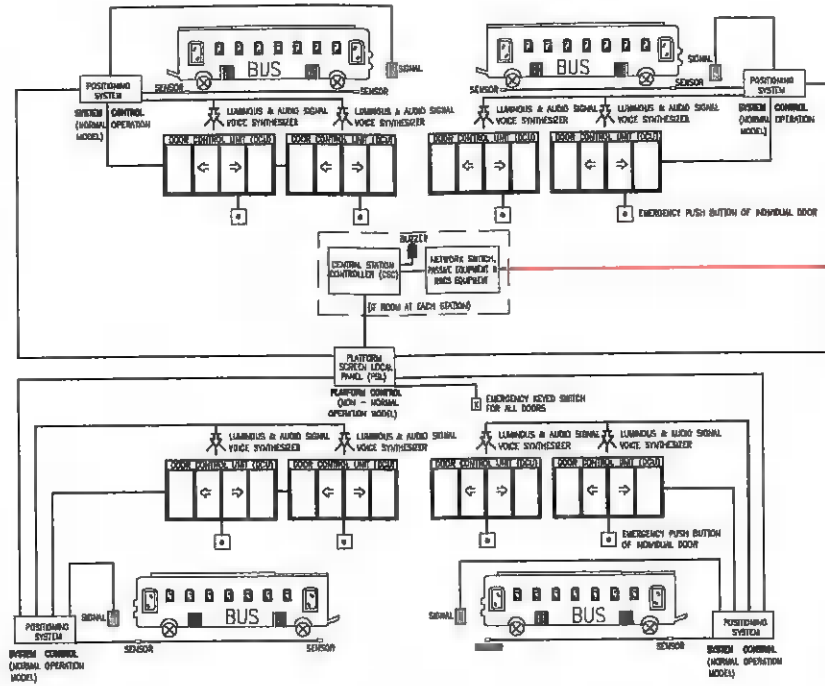 BUS
BUS
SIGNAL
SIGNAL
POSITIONING
SYSTEM
SENSOR
SENSOR
SENSOR
SENSOR
POSITIONING
SYSTEM
SYSTEM CONTROL
(NORMAL OPERATION
MODEL)
LUMINOUS & AUDIO SIGNAL
VOICE SYNTHESIZER
LUMINOUS & AUDIO SIGNAL
VOICE SYNTHESIZER
LUMINOUS & AUDIO SIGNAL
VOICE SYNTHESIZER
LUMINOUS & AUDIO SIGNAL
VOICE SYNTHESIZER
SYSTEM CONTROL
(NORMAL OPERATION
MODEL)
DOOR CONTROL UNIT (DCU)
DOOR CONTROL UNIT (DCU)
DOOR CONTROL UNIT (DCU)
DOOR CONTROL UNIT (DCU)
EMERGENCY PUSH BUTTON OF INDIVIDUAL DOOR
BUZZER
CENTRAL STATION
CONTROLLER (CSC)
NETWORK SWITCH,
PASSIVE EQUIPMENT &
EQUIPMENT
(IT ROOM AT EACH STATION)
PLATFORM
SCREEN LOCAL
PANEL (PSL)
PLATFORM CONTROL
(NON - NORMAL
OPERATION MODEL)
EMERGENCY KEYED SWITCH
FOR ALL DOORS
LUMINOUS & AUDIO SIGNAL
VOICE SYNTHESIZER
LUMINOUS & AUDIO SIGNAL
VOICE SYNTHESIZER
LUMINOUS & AUDIO SIGNAL
VOICE SYNTHESIZER
LUMINOUS & AUDIO SIGNAL
VOICE SYNTHESIZER
DOOR CONTROL UNIT (DCU)
DOOR CONTROL UNIT (DCU)
DOOR CONTROL UNIT (DCU)
DOOR CONTROL UNIT (DCU)
EMERGENCY PUSH BUTTON
OF INDIVIDUAL DOOR
SIGNAL
BUS
SIGNAL
BUS
POSITIONING
SYSTEM
POSITIONING
SYSTEM
SENSOR
SENSOR
SENSOR
SYSTEM CONTROL
(NORMAL OPERATION
MODEL)
SYSTEM CONTROL
(NORMAL OPERATION
MODEL)